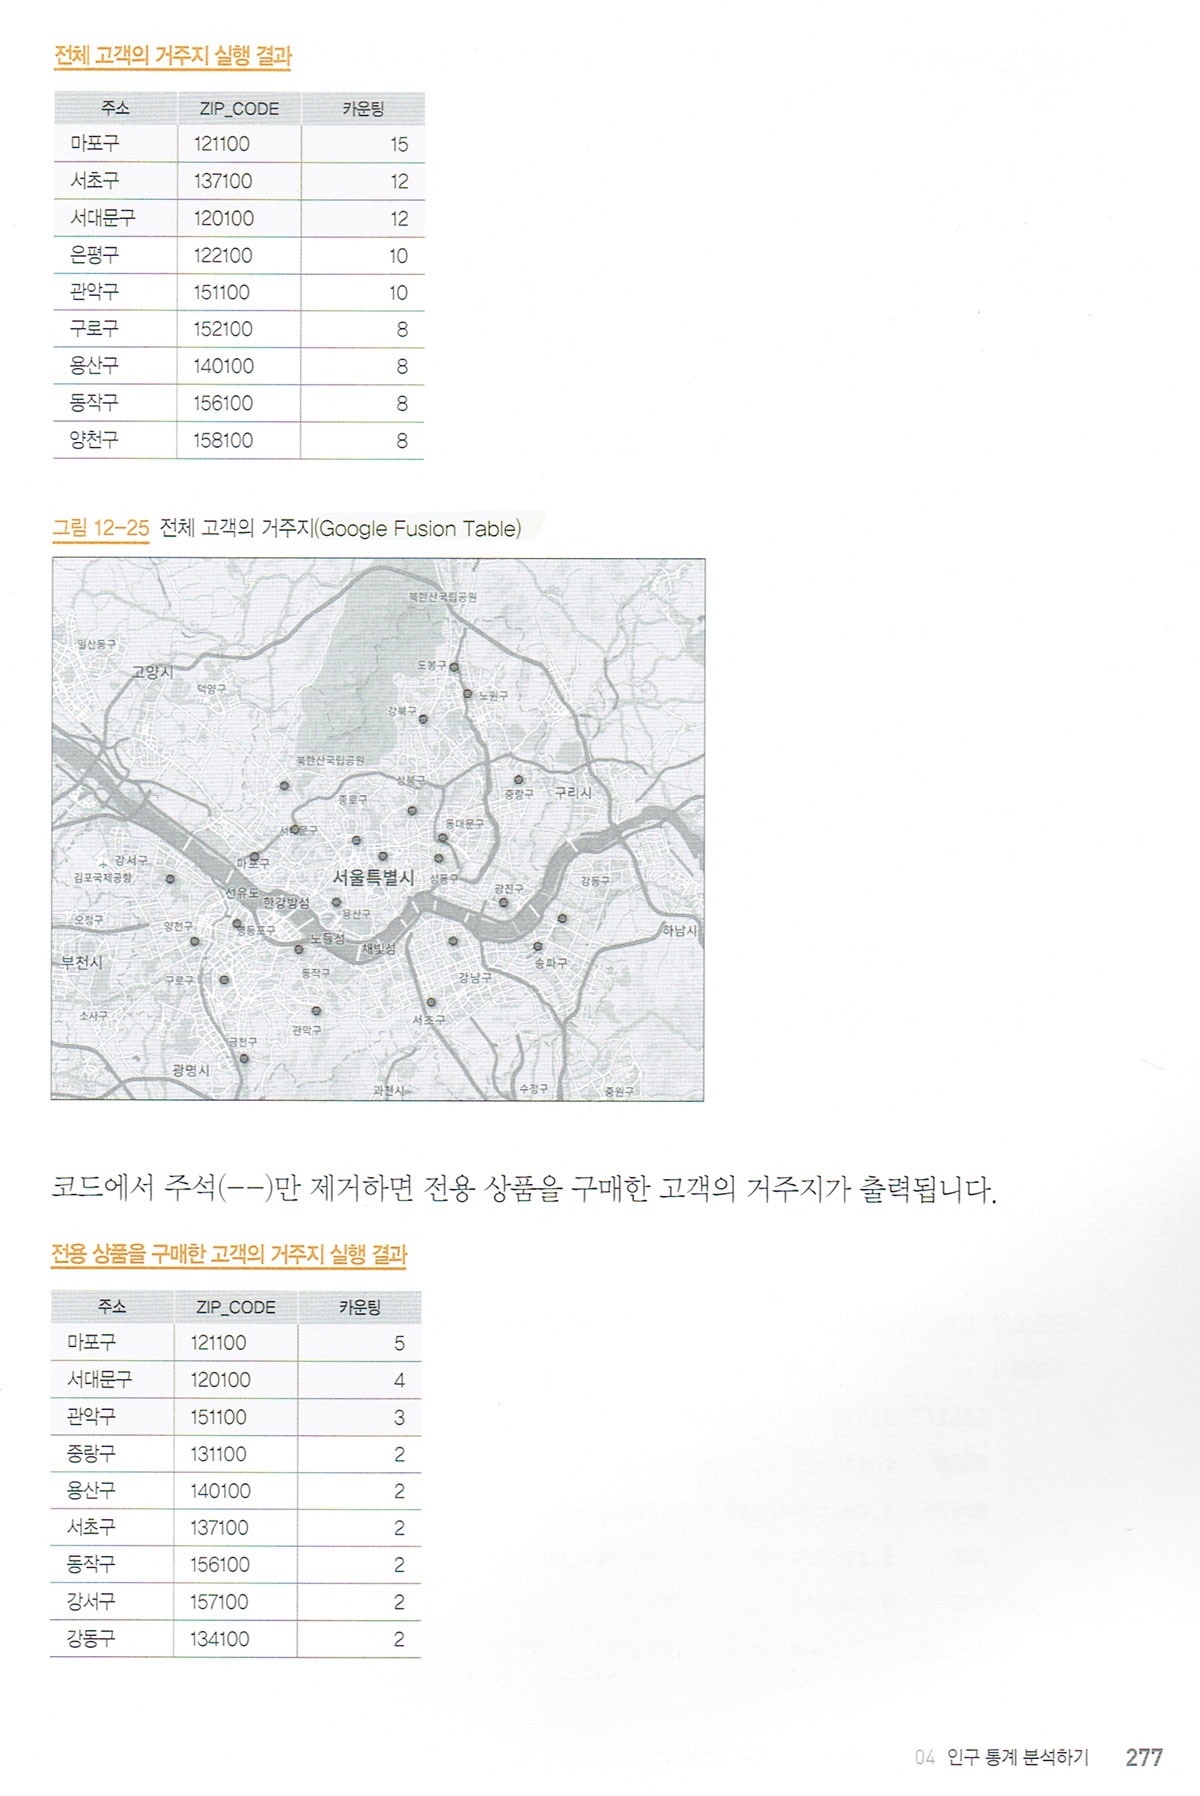 전체 고객의 거주지 실행 결과
주소 ZIP_CODE 카운팅
마포구 121100 15
서초구 137100 12
서대문구 120100 12
은평구 122100 10
관악구 151100 10
구로구 152100 8
용산구 140100 8
동작구 156100 8
양천구 158100 8
그림 12-25 전체 고객의 거주지(Google Fusion Table)
북한산국립공원
일산동구
도봉구
고양시
덕양구
노원구
강북구
북한산국립공원
성북구
종로구
중랑구
구리시
동대문구
서대문구
마포구
강서구
김포국제공항
서울특별시
성동구
강동구
광진구
선유도
한강밤섬
용산구
오정구
양천구
영등포구
하남시
노들섬
채빛섬
부천시
송파구
동작구
강남구
구로구
소사구
서초구
관악구
금천구
광명시
과천시
수정구
중원구
코드에서 주석(--)만 제거하면 전용 상품을 구매한 고객의 거주지가 출력됩니다.
전용 상품을 구매한 고객의 거주지 실행 결과
주소 ZIP_CODE 카운팅
마포구 121100 5
서대문구 120100 4
관악구 151100 3
중랑구 131100 2
용산구 140100 2
서초구 137100 2
동작구 156100 2
강서구 157100 2
강동구 134100 2
04 인구 통계 분석하기 277